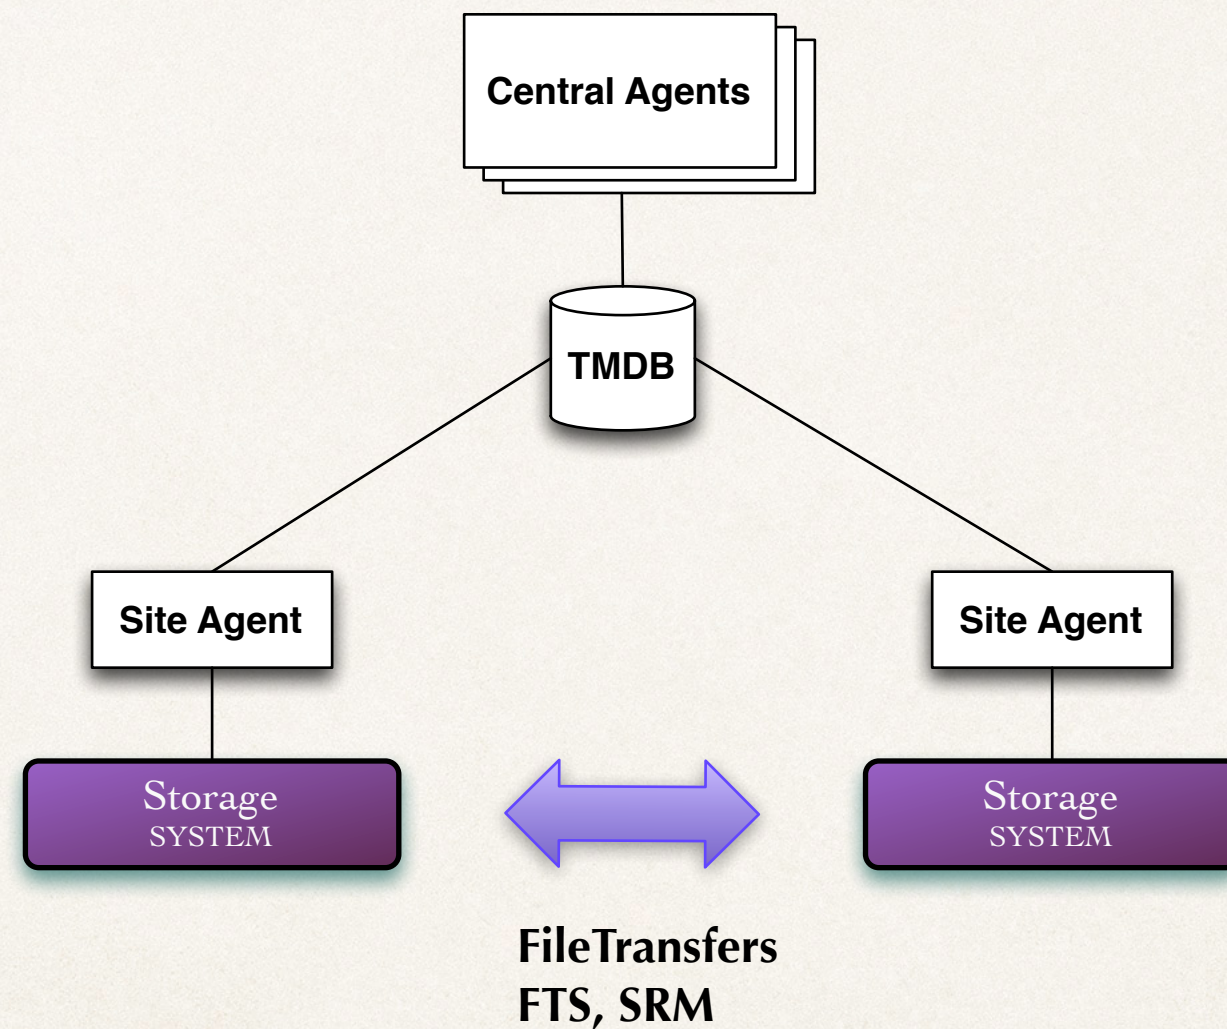 Central Agents
TMDB
Site Agent
Site Agent
Storage
SYSTEM
Storage
SYSTEM
FileTransfers
FTS, SRM